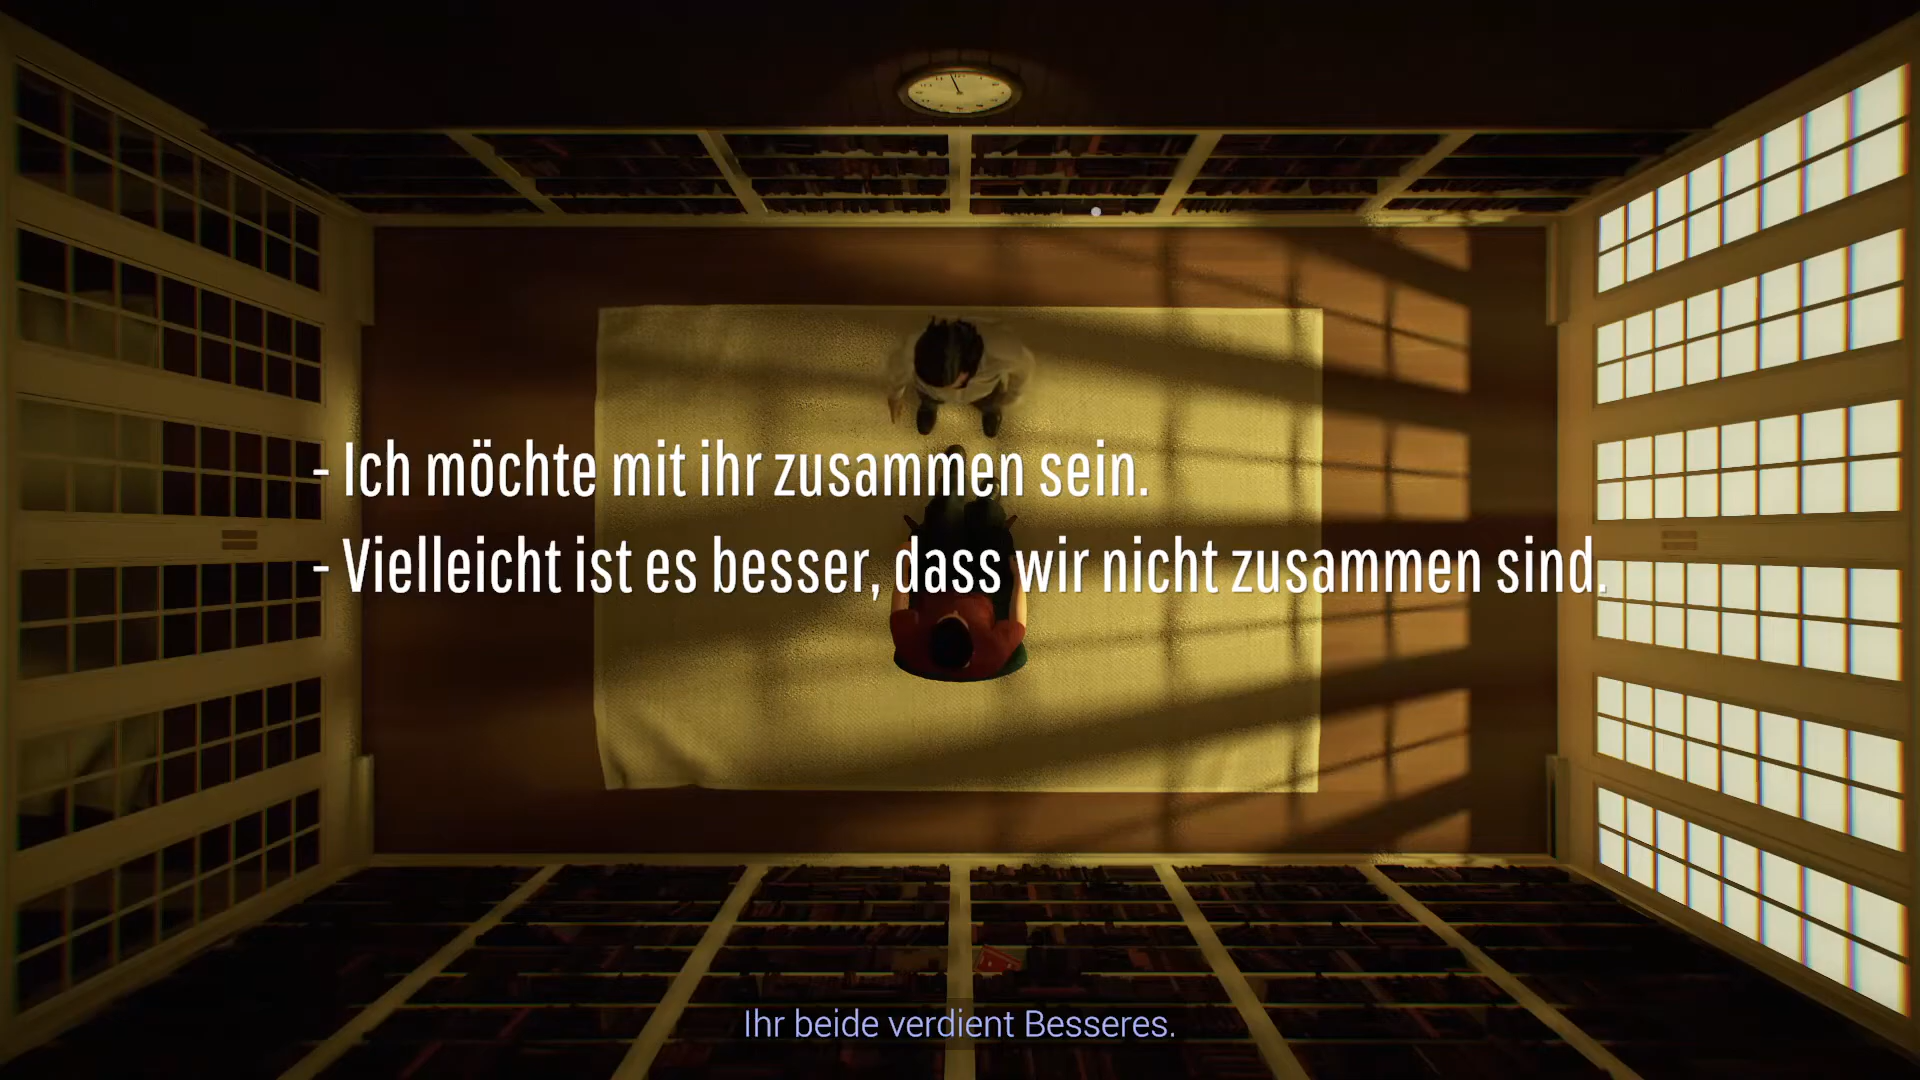 - Ich möchte mit ihr zusammen sein.
- Vielleicht ist es besser, dass wir nicht zusammen sind.
Ihr beide verdient Besseres.